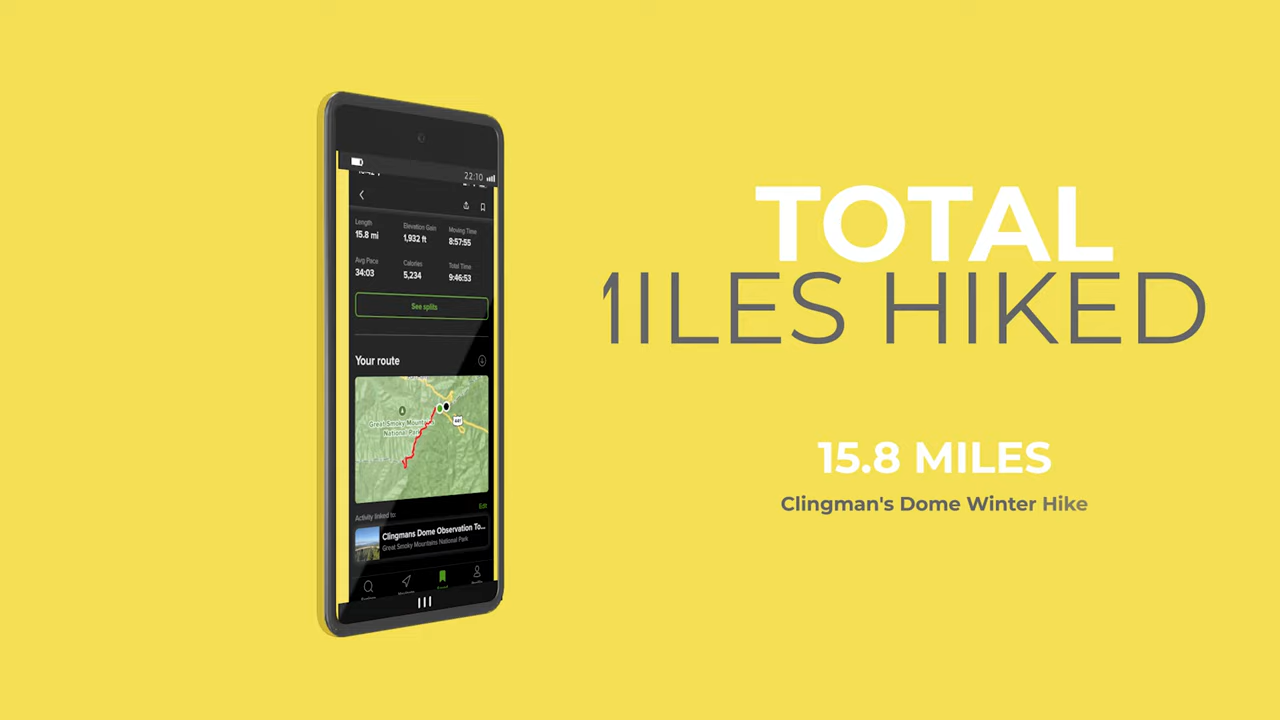 22:10
Length
Elevation Gain
Moving Time
15.8 mi
1,932 ft
8:57:55
Avg Pace
Calories
Total Time
34:03
5,234
9:46:53
See splits
Your route
Great Smoky Mountains
National Park
441
Edit
Activity linked to:
Clingmans Dome Observation To...
Great Smoky Mountains National Park
TOTAL
MILES HIKED
15.8 MILES
Clingman's Dome Winter Hike